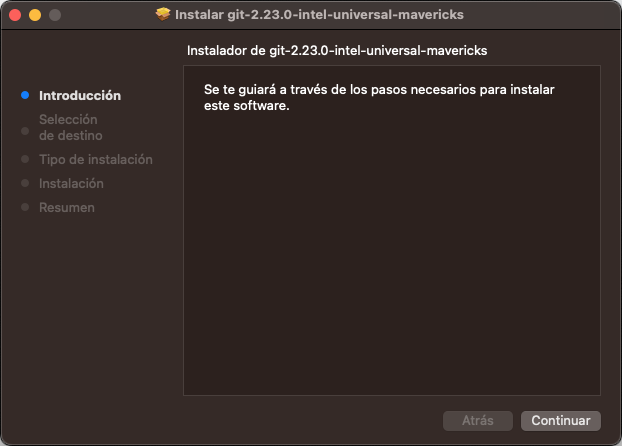 Instalar git-2.23.0-intel-universal-mavericks
Instalador de git-2.23.0-intel-universal-mavericks
Introducción
Selección
de destino
Tipo de instalación
Instalación
Resumen
Se te guiará a través de los pasos necesarios para instalar
este software.
Atrás
Continuar